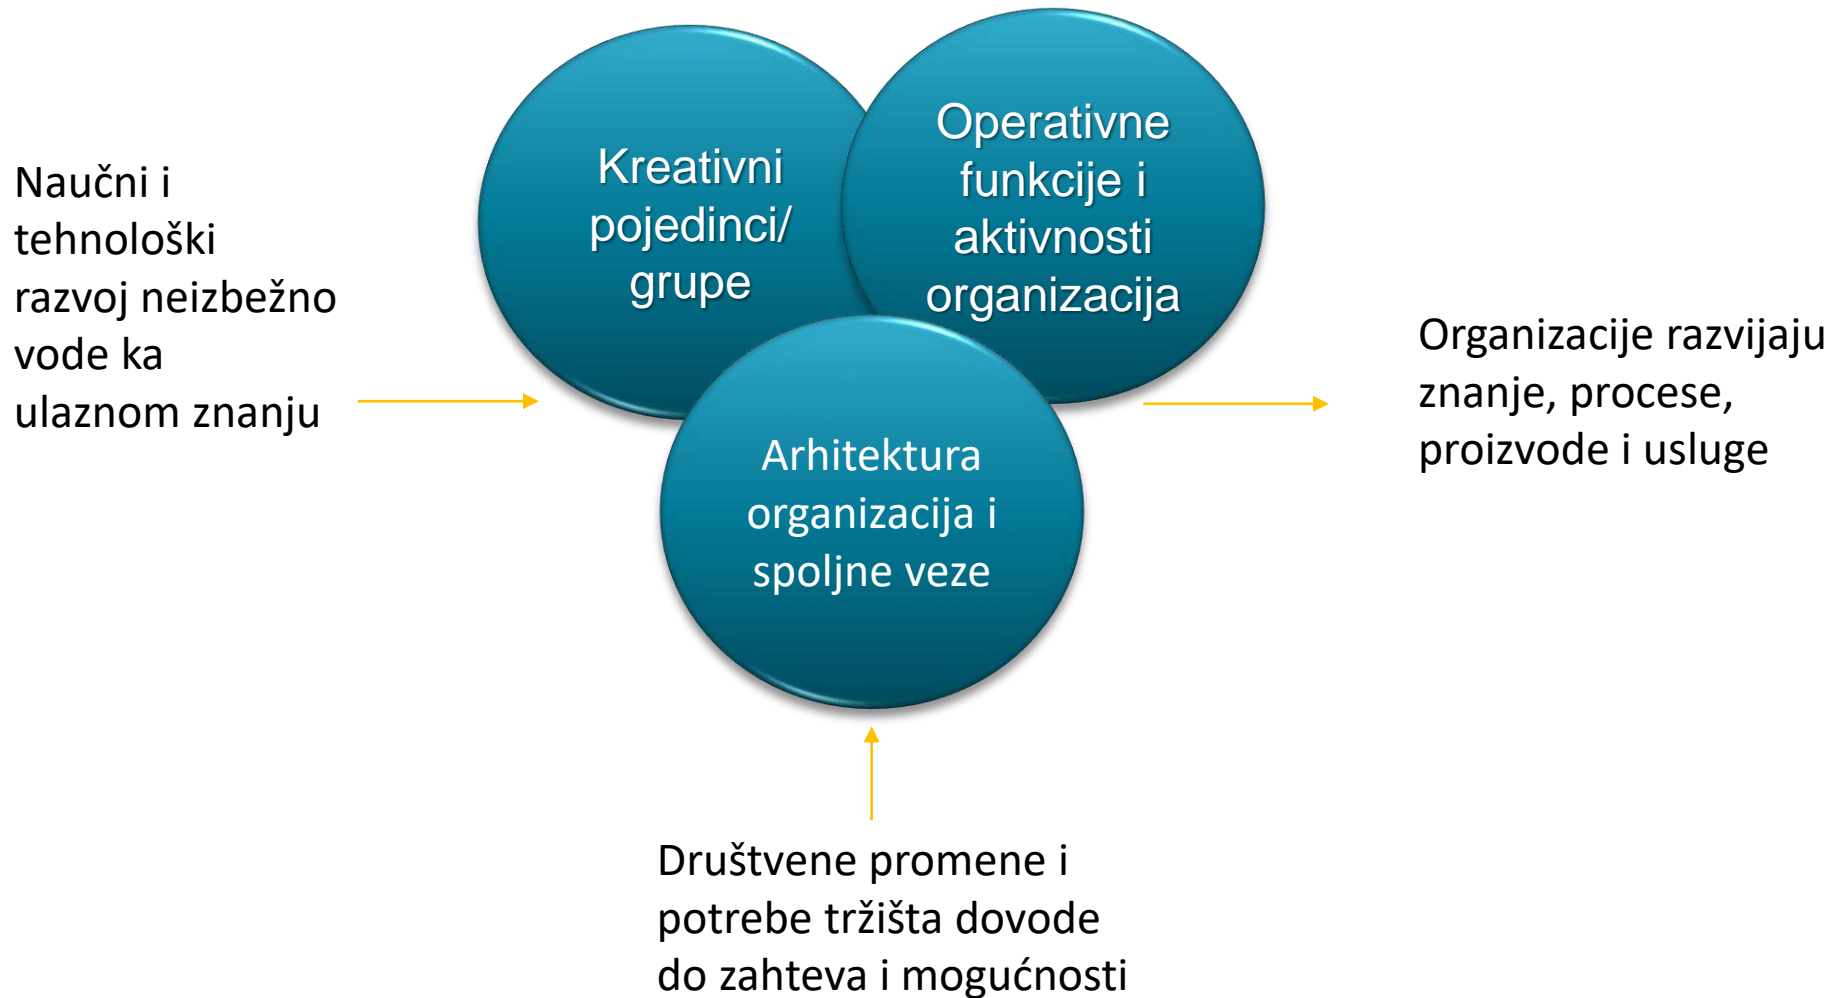 Naučni i
tehnološki
razvoj neizbežno
vode ka
ulaznom znanju
Kreativni
pojedinci/
grupe
Operativne
funkcije i
aktivnosti
organizacija
Arhitektura
organizacija i
spoljne veze
Organizacije razvijaju
znanje, procese,
proizvode i usluge
Društvene promene i
potrebe tržišta dovode
do zahteva i mogućnosti